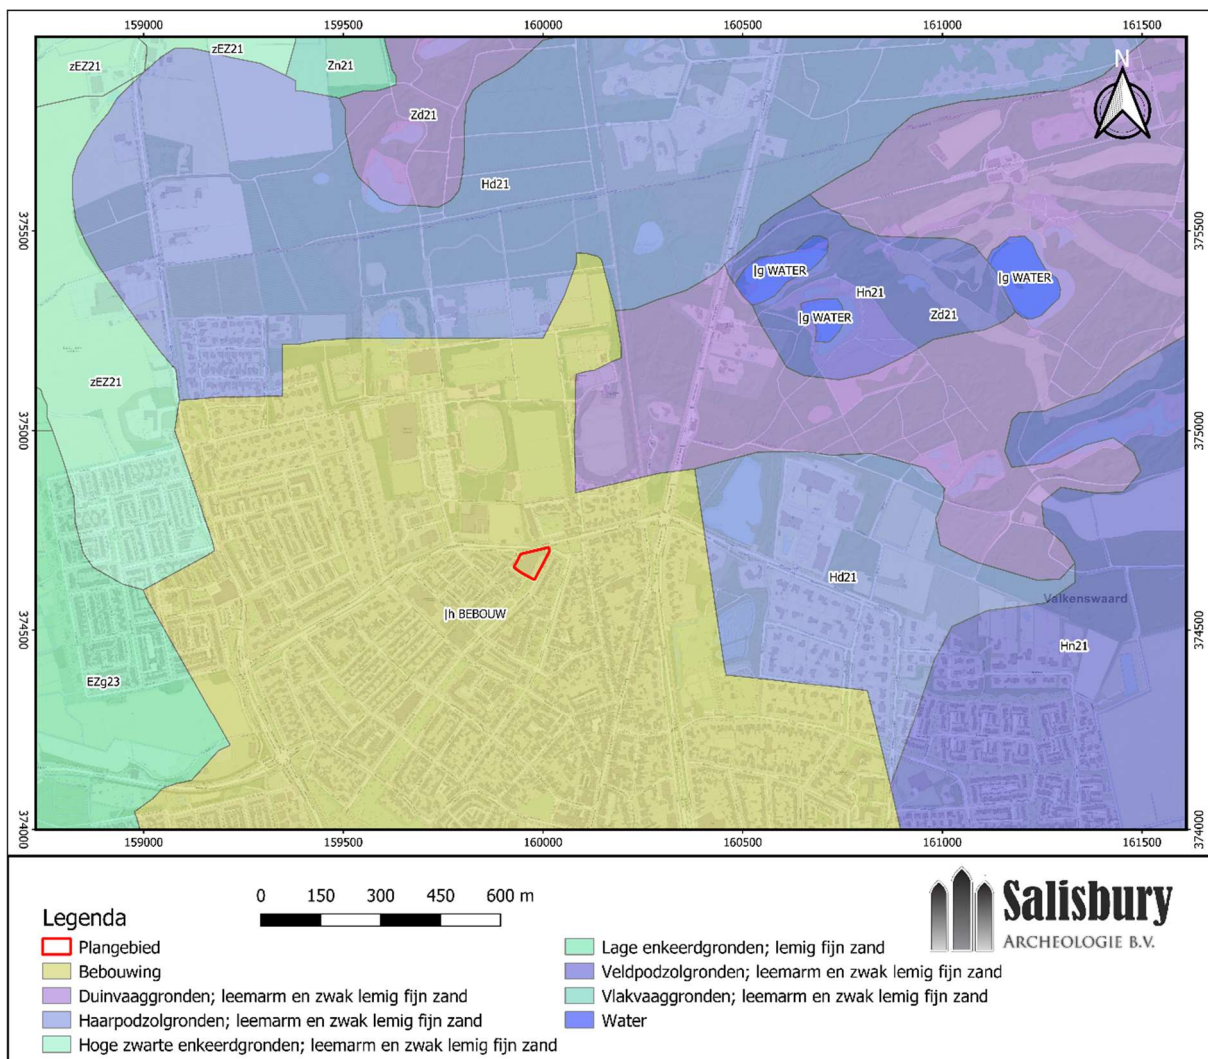 159000 159500 160000 160500 161000 161500
zEZ21
zEZ21
Zn21
N
Zd21
Hd21
375500 375500
|g WATER
|g WATER
Hn21
|g WATER
Zd21
zEZ21
375000 375000
Hd21
Valkenswaard
|h BEBOUW
374500 374500
Hn21
EZg23
374000 374000
159000 159500 160000 160500 161000 161500
0 150 300 450 600 m
Legenda
Plangebied
Bebouwing
Duinvaaggronden; leemarm en zwak lemig fijn zand
Haarpodzolgronden; leemarm en zwak lemig fijn zand
Hoge zwarte enkeerdgronden; leemarm en zwak lemig fijn zand
Lage enkeerdgronden; lemig fijn zand
Veldpodzolgronden; leemarm en zwak lemig fijn zand
Vlakvaaggronden; leemarm en zwak lemig fijn zand
Water
Salisbury
ARCHEOLOGIE B.V.